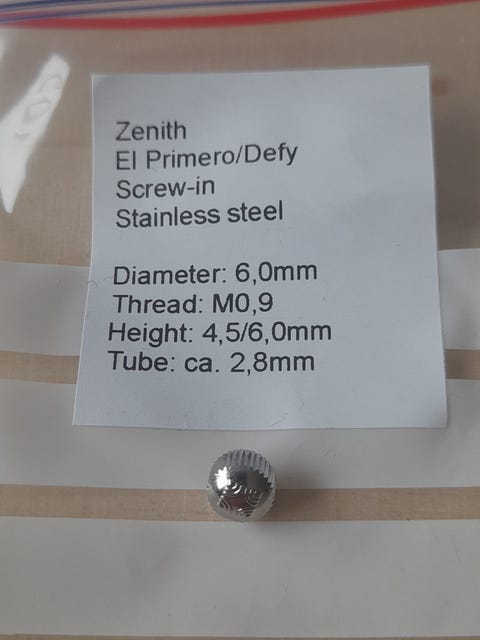 Zenith
El Primero/Defy
Screw-in
Stainless steel
Diameter: 6,0mm
Thread: M0,9
Height: 4,5/6,0mm
Tube: ca. 2,8mm